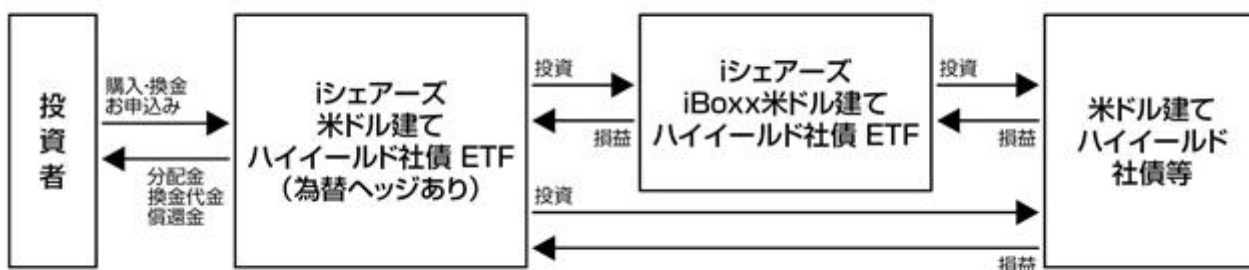 投資者
購入・換金
お申込み
分配金
換金代金
償還金
iシェアーズ
米ドル建て
ハイイールド社債 ETF
（為替ヘッジあり）
投資
損益
iシェアーズ
iBoxx米ドル建て
ハイイールド社債 ETF
投資
損益
投資
損益
米ドル建て
ハイイールド
社債等